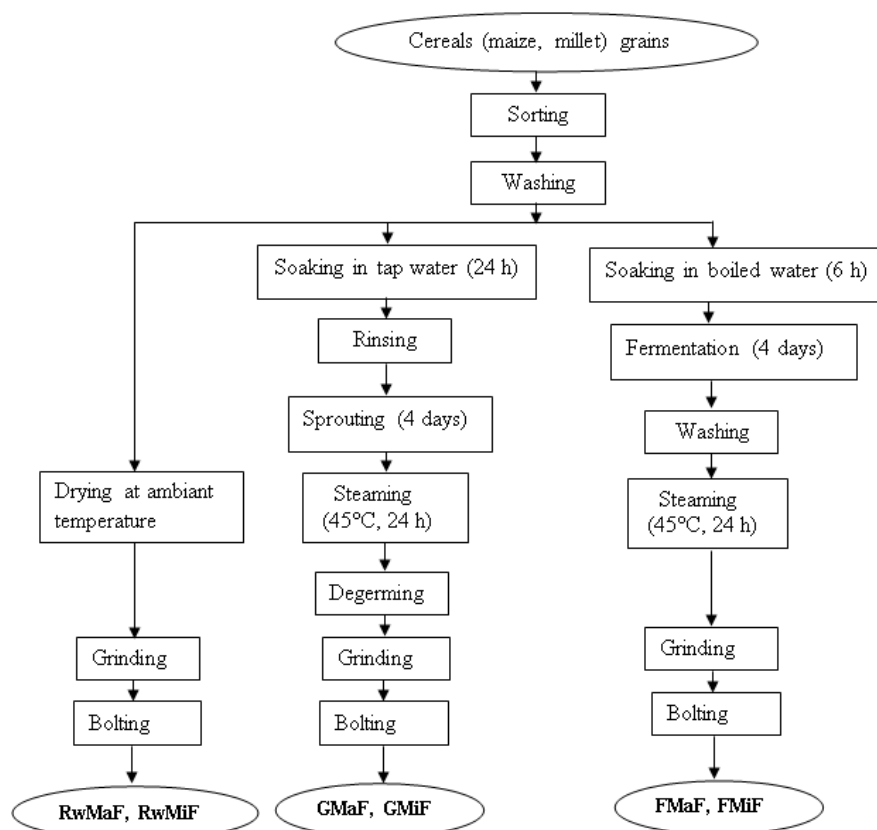 Cereals (maize, millet) grains
Sorting
Washing
Soaking in tap water (24 h)
Rinsing
Sprouting (4 days)
Steaming
(45°C, 24 h)
Degerming
Grinding
Bolting
GMaF, GMiF
Drying at ambiant
temperature
Grinding
Bolting
RwMaF, RwMiF
Soaking in boiled water (6 h)
Fermentation (4 days)
Washing
Steaming
(45°C, 24 h)
Grinding
Bolting
FMaF, FMiF